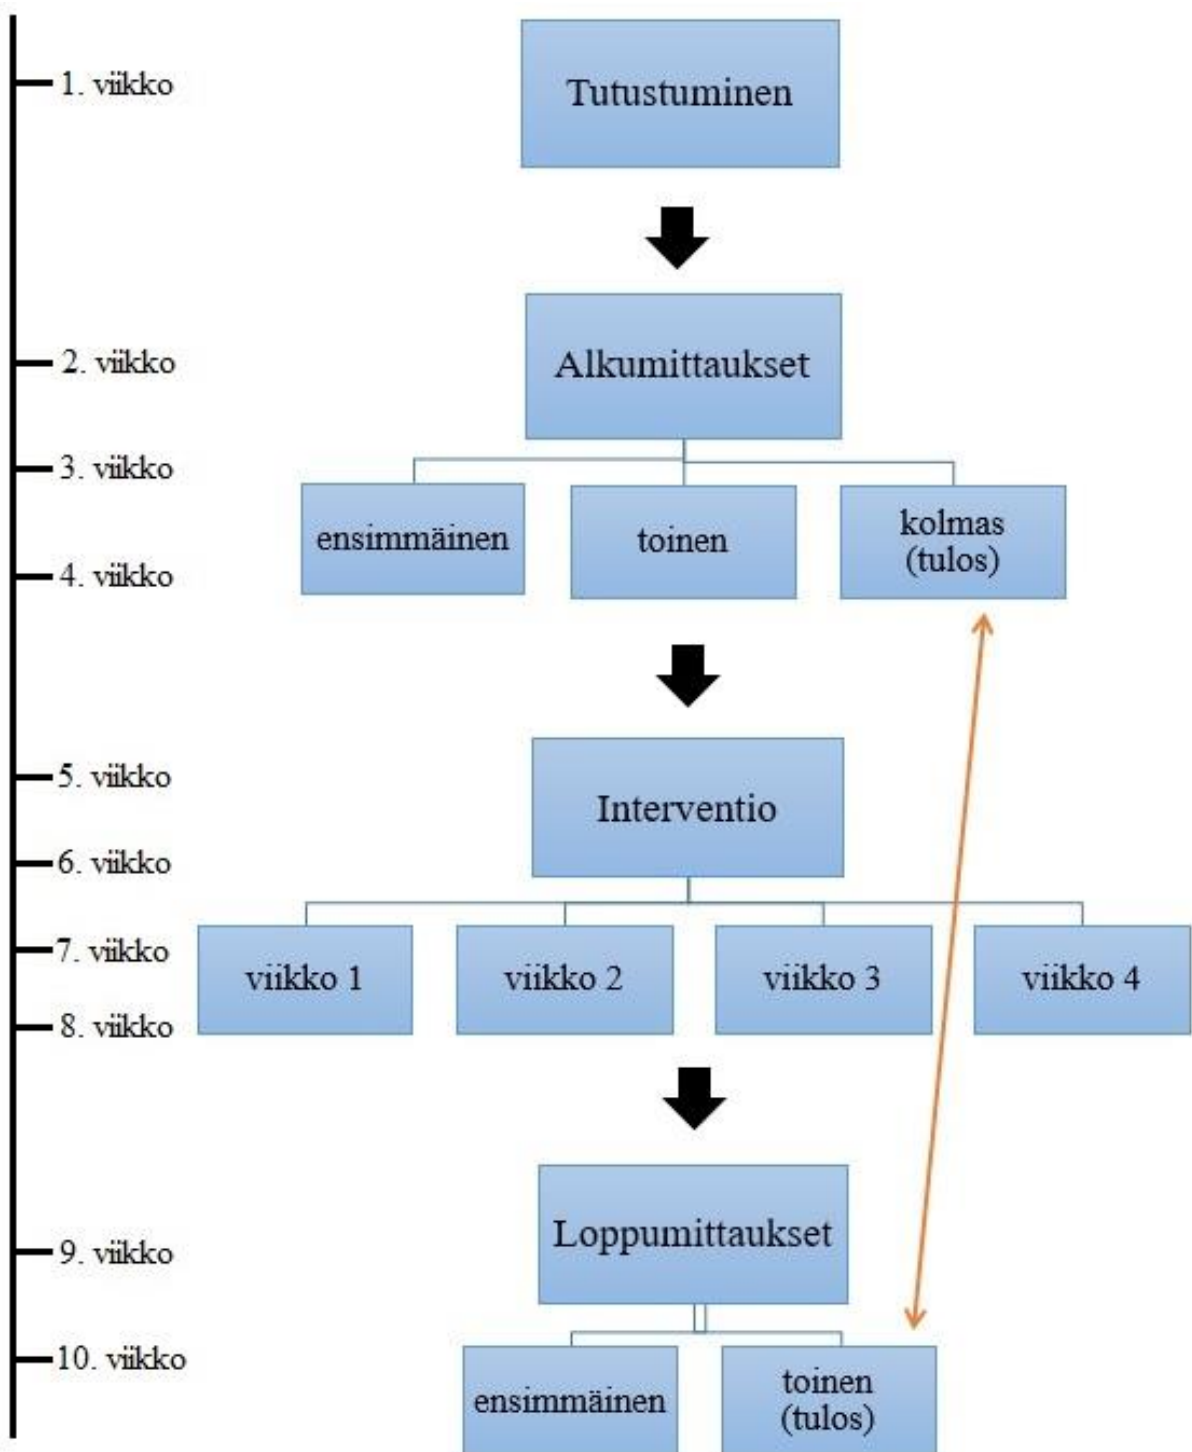 1. viikko
Tutustuminen
2. viikko
Alkumittaukset
3. viikko
ensimmäinen
toinen
kolmas
(tulos)
4. viikko
5. viikko
Interventio
6. viikko
7. viikko
viikko 1
viikko 2
viikko 3
viikko 4
8. viikko
Loppumittaukset
9. viikko
10. viikko
ensimmäinen
toinen
(tulos)